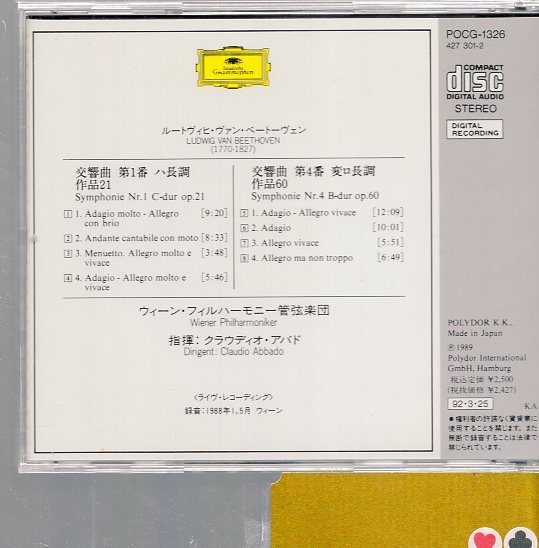 Deutsche
Grammophon
ルートヴィヒ・ヴァン・ベートーヴェン
LUDWIG VAN BEETHOVEN
(1770-1827)
交響曲 第1番 ハ長調
作品21
Symphonie Nr.1 C-dur op.21
1 1. Adagio molto - Allegro [9:20]
con brio
2 2. Andante cantabile con moto [8:33]
3 3. Menuetto. Allegro molto e [3:48]
vivace
4 4. Adagio - Allegro molto e [5:46]
vivace
交響曲 第4番 変ロ長調
作品60
Symphonie Nr.4 B-dur op.60
5 1. Adagio - Allegro vivace [12:09]
6 2. Adagio [10:01]
7 3. Allegro vivace [5:51]
8 4. Allegro ma non troppo [6:49]
ウィーン・フィルハーモニー管弦楽団
Wiener Philharmoniker
指揮:クラウディオ・アバド
Dirigent: Claudio Abbado
〈ライヴ・レコーディング〉
録音:1988年1、5月 ウィーン
POCG-1326
427 301-2
COMPACT
disc
DIGITAL AUDIO
STEREO
DIGITAL
RECORDING
POLYDOR K.K.,
Made in Japan
℗1989
Polydor International
GmbH, Hamburg
税込定価 ¥2,500
(税抜価格 ¥2,427)
92・3・25
KA
●権利者の許諾なく賃貸業に
使用することを禁じます。また
無断で録音することは法律で
禁じられています。